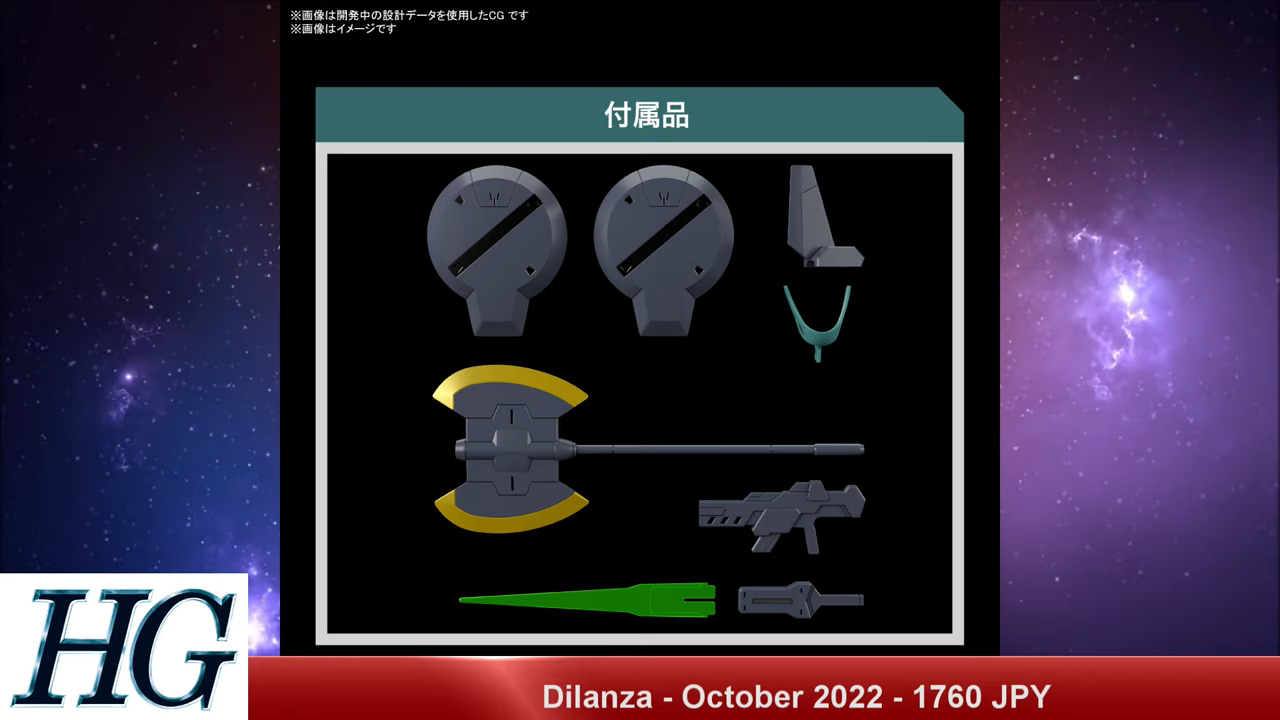 ※画像は開発中の設計データを使用したCG です
※画像はイメージです
付属品
HG
Dilanza - October 2022 - 1760 JPY